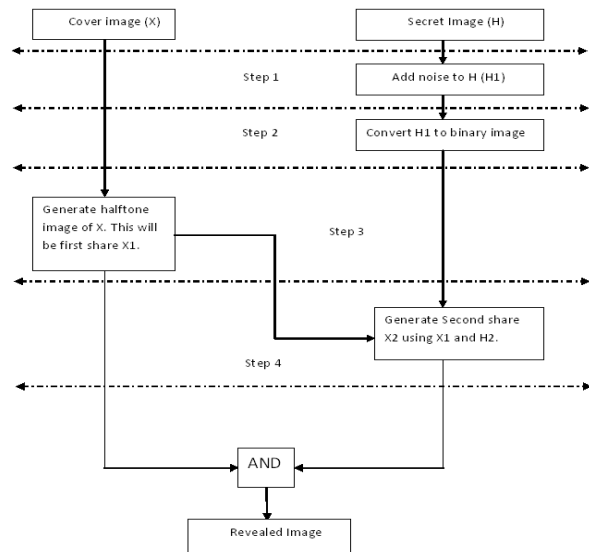 Cover image (X)
Secret Image (H)
Step 1
Add noise to H (H1)
Step 2
Convert H1 to binary image
Generate halftone
image of X. This will
be first share X1.
Step 3
Generate Second share
X2 using X1 and H2.
Step 4
AND
Revealed Image